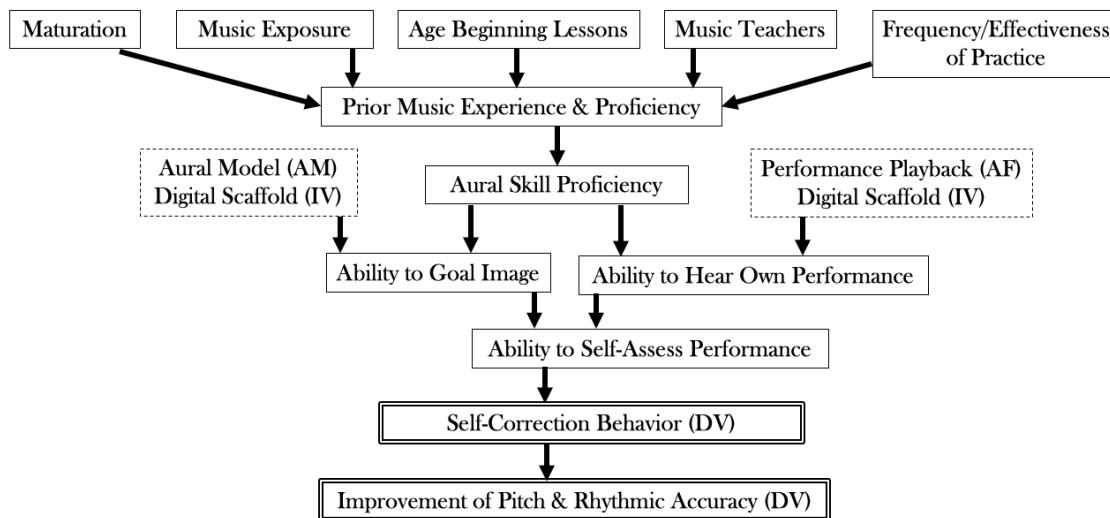 Maturation
Music Exposure
Age Beginning Lessons
Music Teachers
Frequency/Effectiveness
of Practice
Prior Music Experience & Proficiency
Aural Model (AM)
Digital Scaffold (IV)
Aural Skill Proficiency
Performance Playback (AF)
Digital Scaffold (IV)
Ability to Goal Image
Ability to Hear Own Performance
Ability to Self-Assess Performance
Self-Correction Behavior (DV)
Improvement of Pitch & Rhythmic Accuracy (DV)